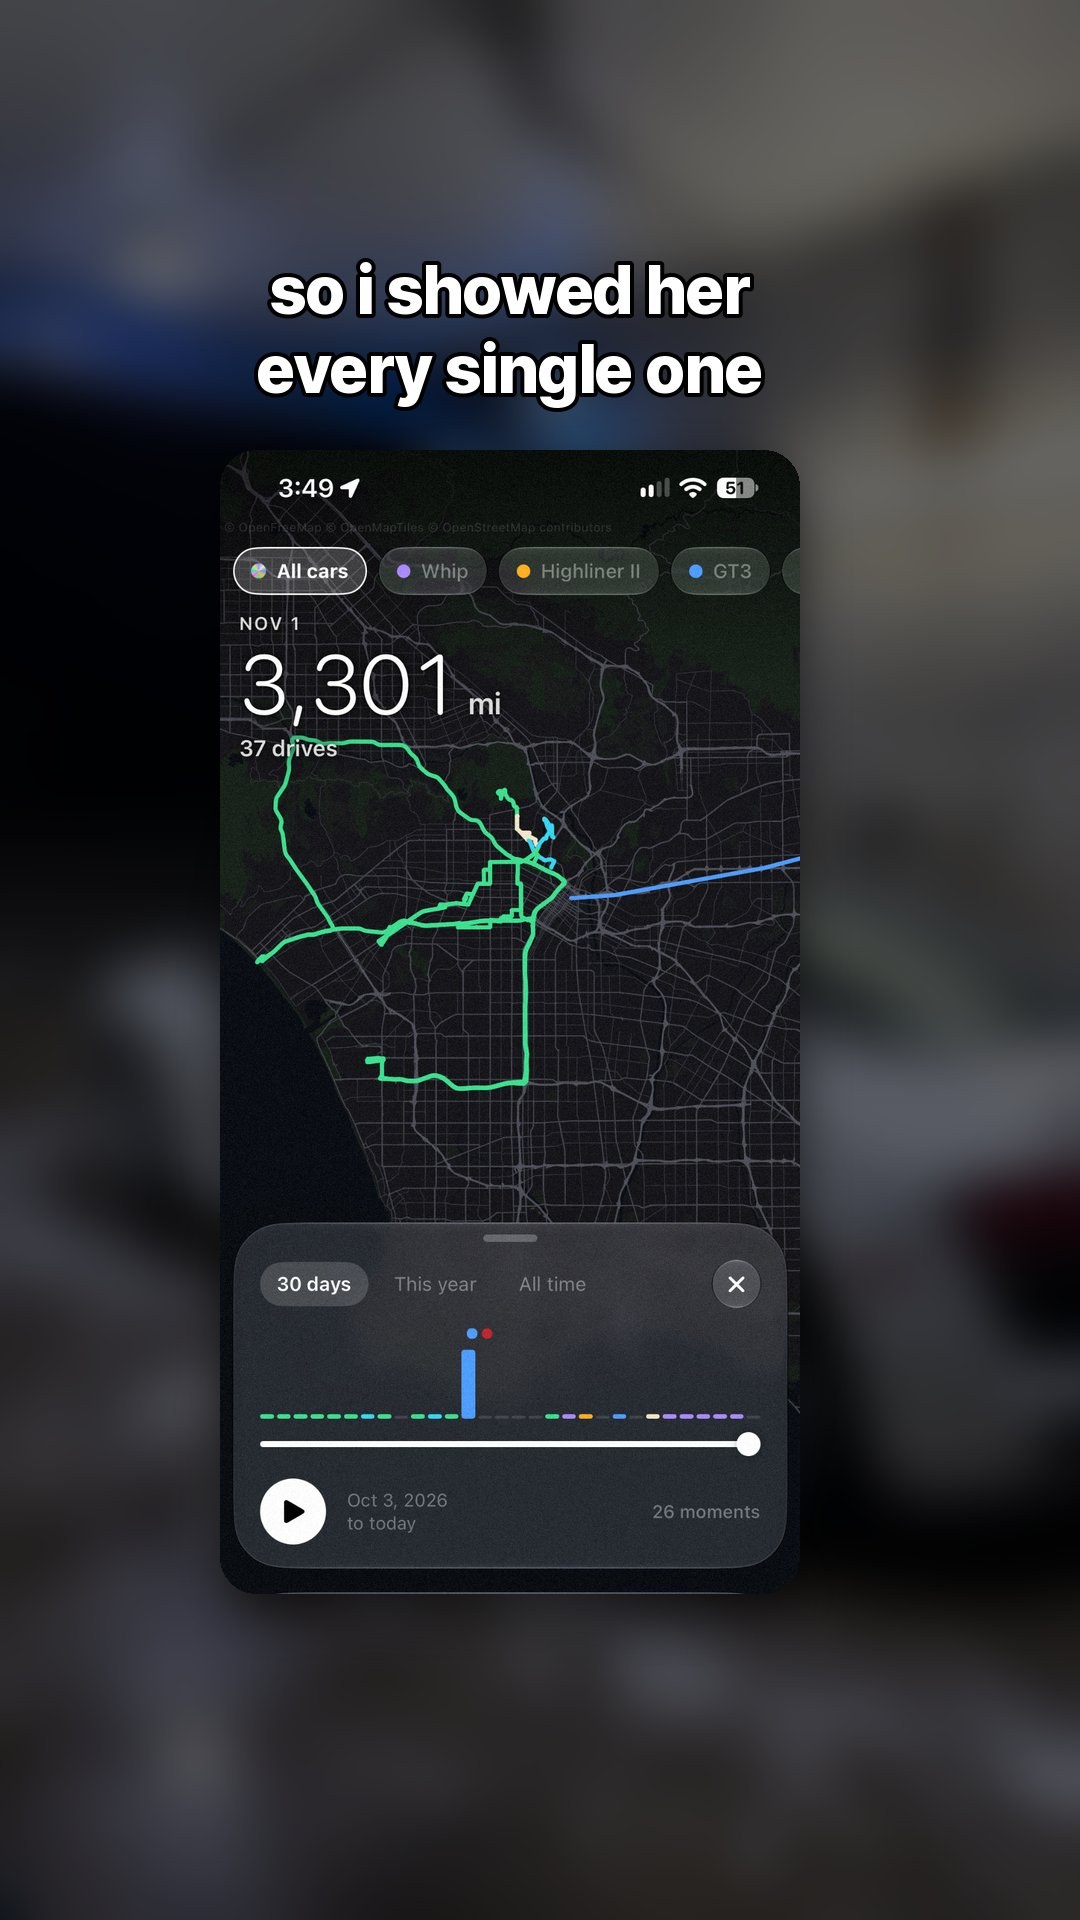 so i showed her
every single one
3:49
51
© OpenFreeMap © OpenMapTiles © OpenStreetMap contributors
All cars
Whip
Highliner II
GT3
NOV 1
3,301 mi
37 drives
30 days
This year
All time
Oct 3, 2026
to today
26 moments